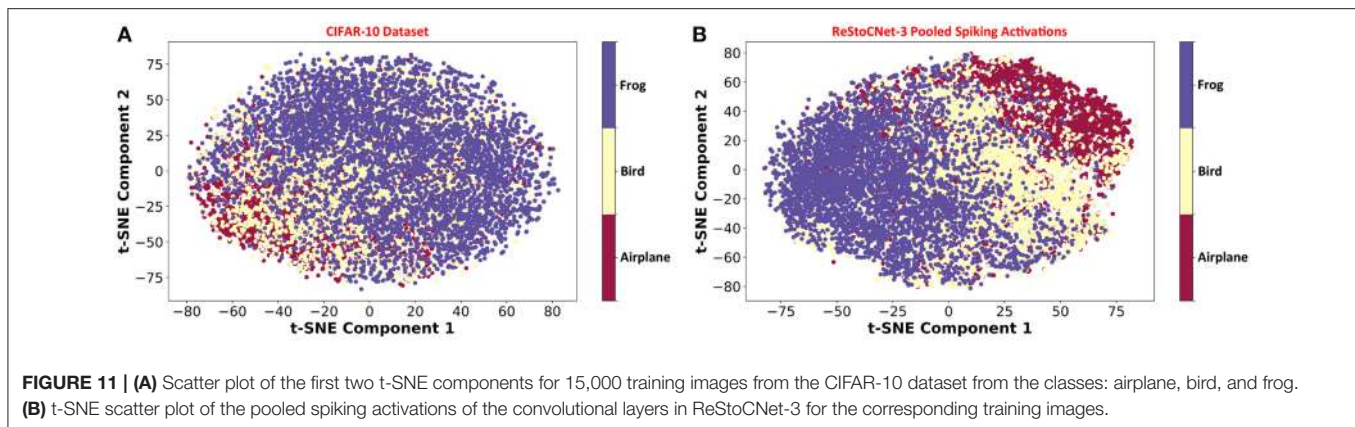 A
CIFAR-10 Dataset
t-SNE Component 2
75
50
25
0
−25
−50
−75
−80
−60
−40
−20
0
20
40
60
80
t-SNE Component 1
Frog
Bird
Airplane
B
ReStoCNet-3 Pooled Spiking Activations
t-SNE Component 2
80
60
40
20
0
−20
−40
−60
−80
−75
−50
−25
0
25
50
75
t-SNE Component 1
Frog
Bird
Airplane
FIGURE 11 | (A) Scatter plot of the first two t-SNE components for 15,000 training images from the CIFAR-10 dataset from the classes: airplane, bird, and frog.
(B) t-SNE scatter plot of the pooled spiking activations of the convolutional layers in ReStoCNet-3 for the corresponding training images.